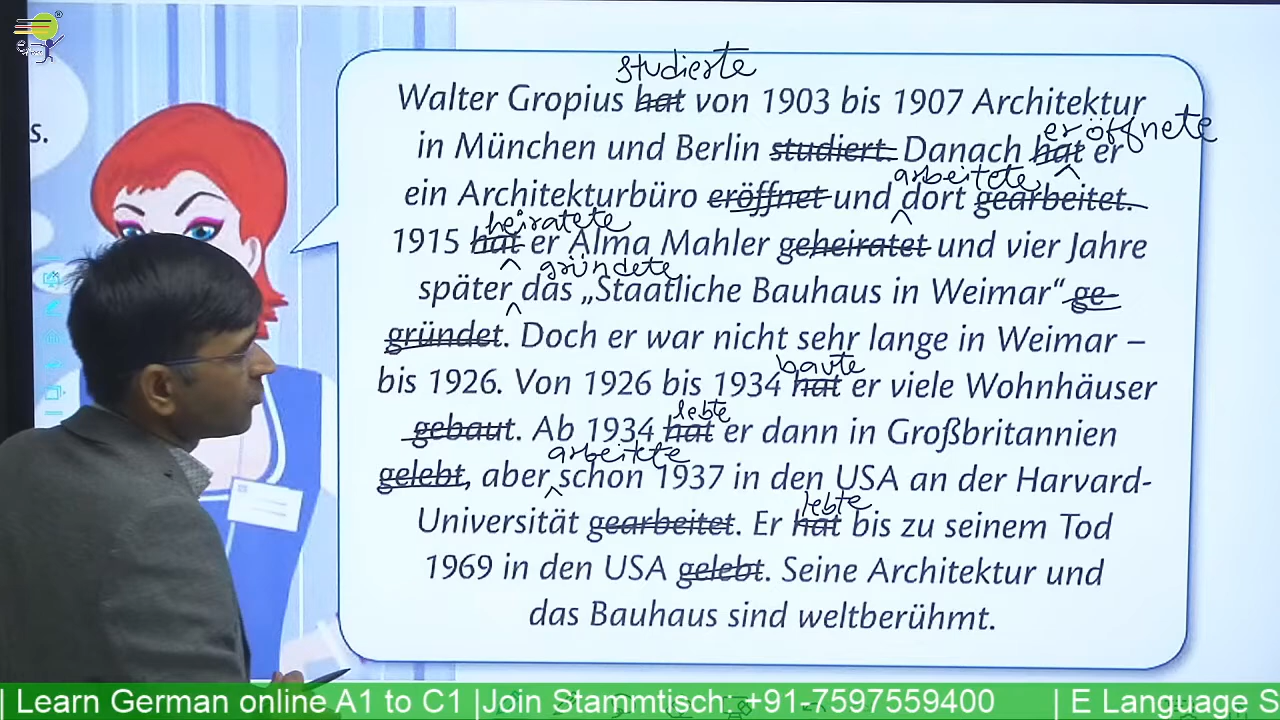 s.
studierte
Walter Gropius hat von 1903 bis 1907 Architektur
eröffnete
in München und Berlin studiert. Danach hat er
arbeitete
ein Architekturbüro eröffnet und dort gearbeitet.
heiratete
1915 hat er Alma Mahler geheiratet und vier Jahre
gründete
später das „Staatliche Bauhaus in Weimar“ ge-
gründet. Doch er war nicht sehr lange in Weimar –
baute
bis 1926. Von 1926 bis 1934 hat er viele Wohnhäuser
lebte
gebaut. Ab 1934 hat er dann in Großbritannien
arbeitete
gelebt, aber schon 1937 in den USA an der Harvard-
lebte
Universität gearbeitet. Er hat bis zu seinem Tod
1969 in den USA gelebt. Seine Architektur und
das Bauhaus sind weltberühmt.
| Learn German online A1 to C1 |Join Stammtisch: +91-7597559400 | E Language S